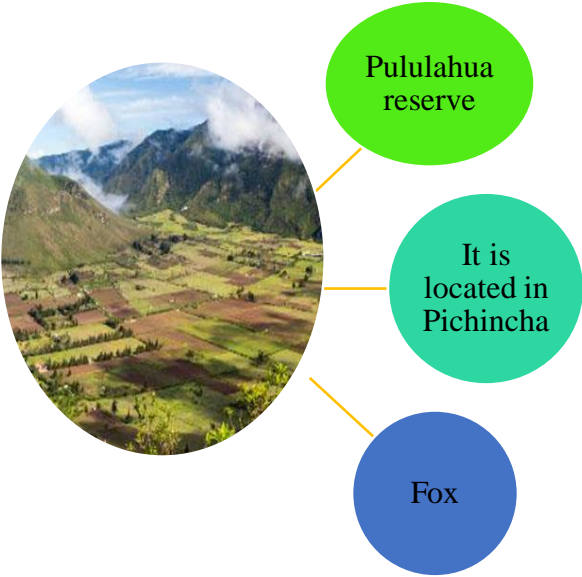 Pululahua
reserve
It is
located in
Pichincha
Fox